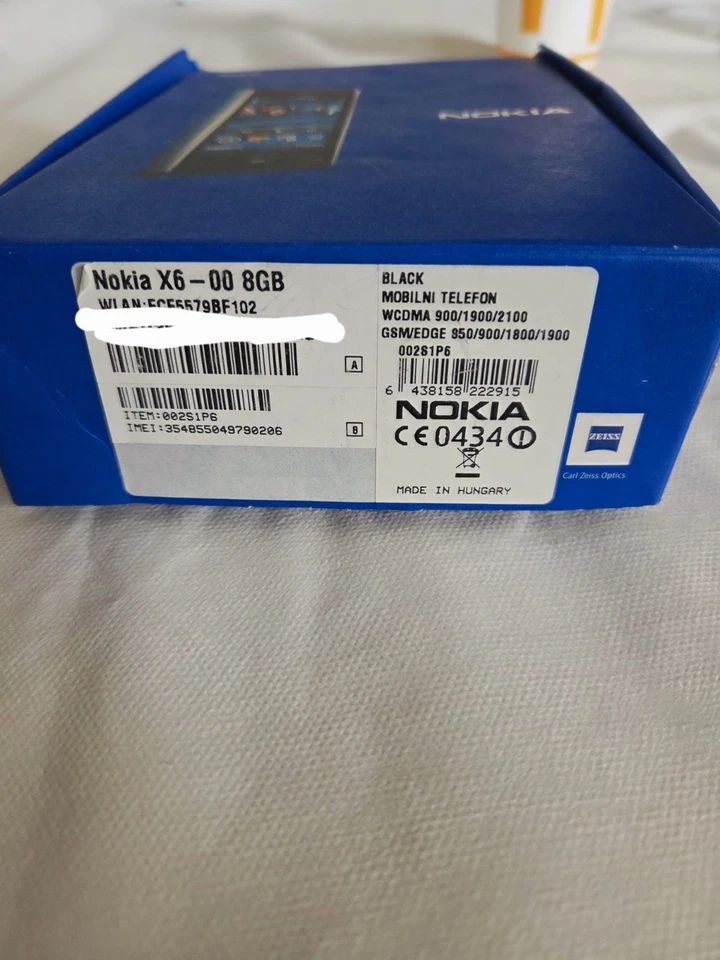 NOKIA
Nokia X6-00 8GB
WLAN:ECE5579BF102
A
ITEM:002S1P6
IMEI:354855049790206
B
BLACK
MOBILNI TELEFON
WCDMA 900/1900/2100
GSM/EDGE 850/900/1800/1900
002S1P6
6 438158 222915
NOKIA
CE0434
MADE IN HUNGARY
ZEISS
Carl Zeiss Optics